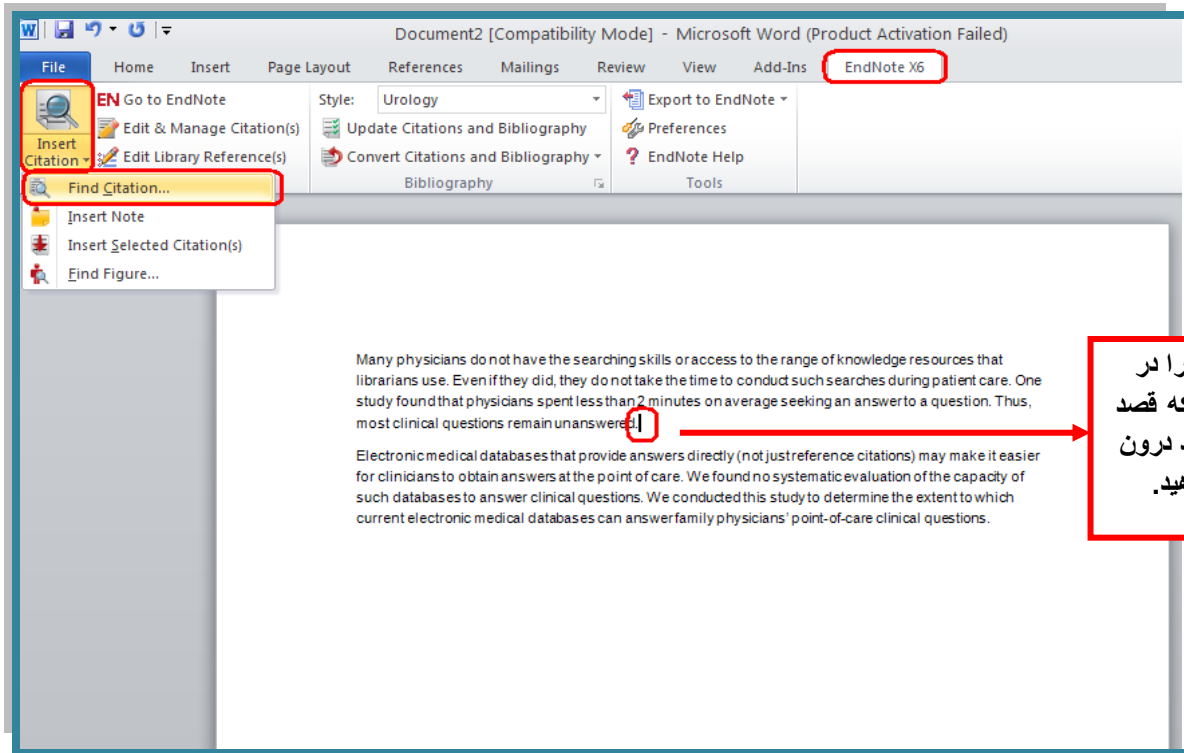 Document2 [Compatibility Mode] - Microsoft Word (Product Activation Failed)
File Home Insert Page Layout References Mailings Review View Add-Ins EndNote X6
Insert Citation
EN Go to EndNote
Edit & Manage Citation(s)
Edit Library Reference(s)
Style: Urology
Update Citations and Bibliography
Convert Citations and Bibliography
Bibliography
Export to EndNote
Preferences
? EndNote Help
Tools
Find Citation...
Insert Note
Insert Selected Citation(s)
Find Figure...
Many physicians do not have the searching skills or access to the range of knowledge resources that
librarians use. Even if they did, they do not take the time to conduct such searches during patient care. One
study found that physicians spent less than 2 minutes on average seeking an answer to a question. Thus,
most clinical questions remain unanswered.
Electronic medical databases that provide answers directly (not just reference citations) may make it easier
for clinicians to obtain answers at the point of care. We found no systematic evaluation of the capacity of
such databases to answer clinical questions. We conducted this study to determine the extent to which
current electronic medical databases can answer family physicians' point-of-care clinical questions.
را در
که قصد
درون